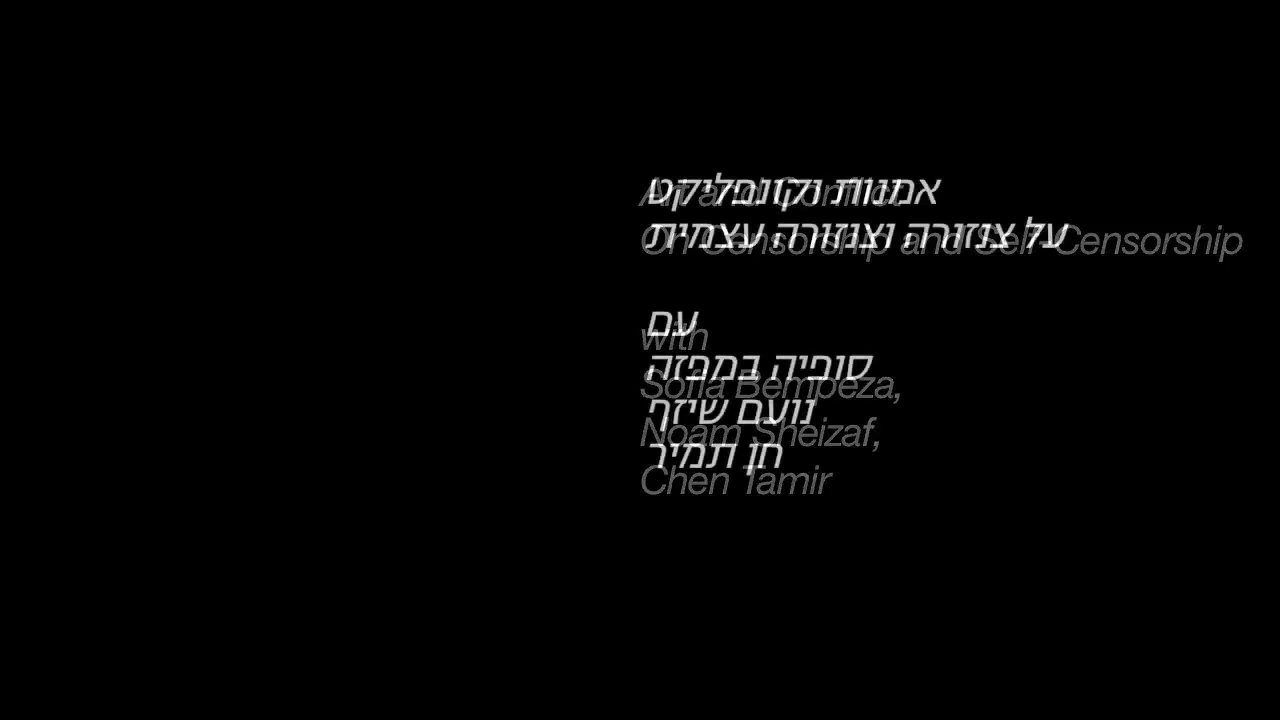 אמנות וקונפליקט
על צנזורה וצנזורה עצמית
עם
סופיה במפזה
נועם שיזף
חן תמיר
Art and Conflict
On Censorship and Self Censorship
with
Sofia Bempeza,
Noam Sheizaf,
Chen Tamir